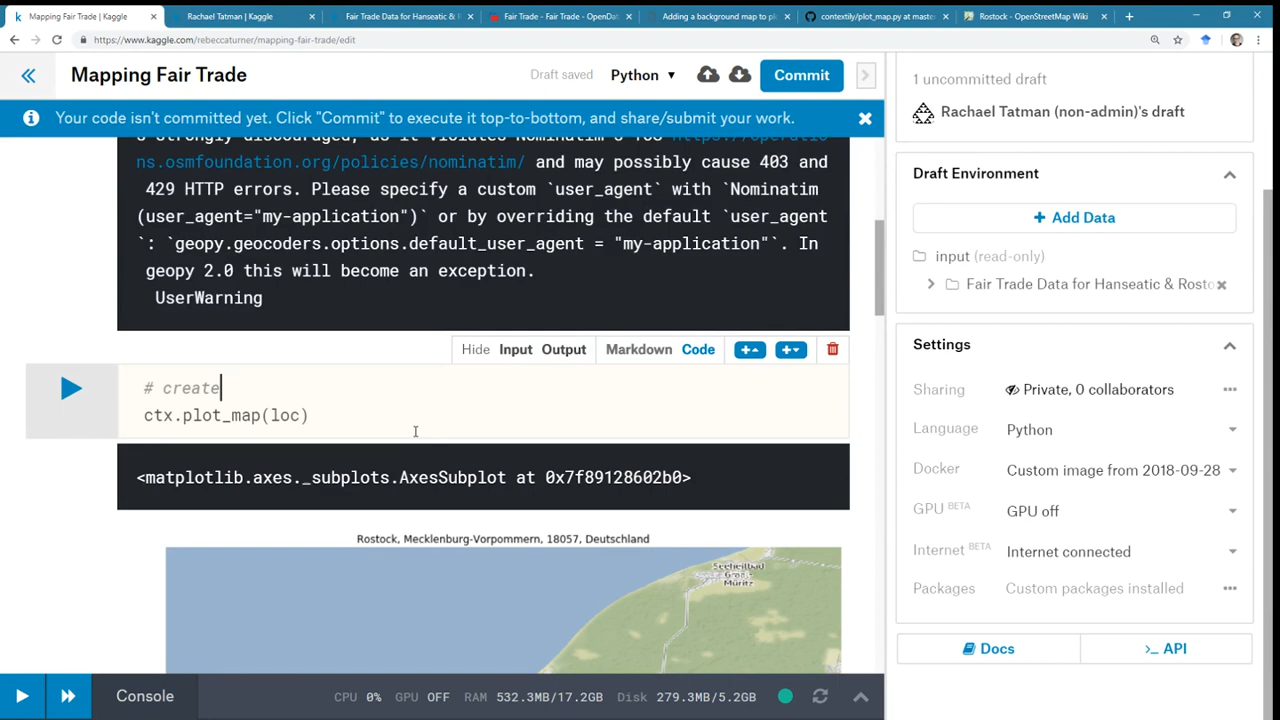 Mapping Fair Trade | Kaggle
Rachael Tatman | Kaggle
Fair Trade Data for Hanseatic & R
Fair Trade - Fair Trade - OpenDat
Adding a background map to plo
contextily/plot_map.py at master
Rostock - OpenStreetMap Wiki
https://www.kaggle.com/rebeccaturner/mapping-fair-trade/edit
Mapping Fair Trade
Draft saved
Python
Commit
Your code isn't committed yet. Click "Commit" to execute it top-to-bottom, and share/submit your work.
ns.osmfoundation.org/policies/nominatim/ and may possibly cause 403 and
429 HTTP errors. Please specify a custom `user_agent` with `Nominatim
(user_agent="my-application")` or by overriding the default `user_agent
`: `geopy.geocoders.options.default_user_agent = "my-application"`. In
geopy 2.0 this will become an exception.
UserWarning
Hide Input Output Markdown Code
# create
ctx.plot_map(loc)
<matplotlib.axes._subplots.AxesSubplot at 0x7f89128602b0>
Rostock, Mecklenburg-Vorpommern, 18057, Deutschland
Seeheilbad
Graal-
Müritz
Console
CPU 0% GPU OFF RAM 532.3MB/17.2GB Disk 279.3MB/5.2GB
1 uncommitted draft
Rachael Tatman (non-admin)'s draft
Draft Environment
+ Add Data
input (read-only)
Fair Trade Data for Hanseatic & Rosto
Settings
Sharing Private, 0 collaborators
Language Python
Docker Custom image from 2018-09-28
GPU BETA GPU off
Internet BETA Internet connected
Packages Custom packages installed
Docs
>_ API